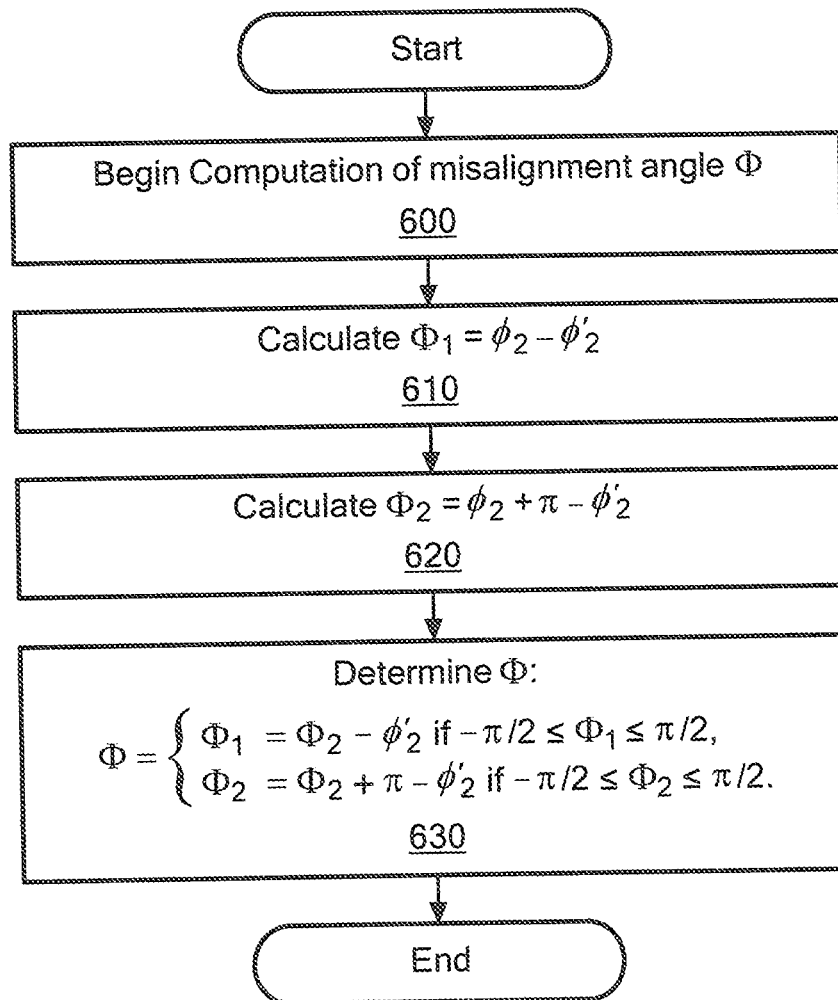 Start
Begin Computation of misalignment angle Φ
600
Calculate Φ₁ = ϕ₂ – ϕ′₂
610
Calculate Φ₂ = ϕ₂ + π – ϕ′₂
620
Determine Φ:
Φ = { Φ₁ = Φ₂ – ϕ′₂ if – π/2 ≤ Φ₁ ≤ π/2,
Φ₂ = Φ₂ + π – ϕ′₂ if – π/2 ≤ Φ₂ ≤ π/2.
630
End